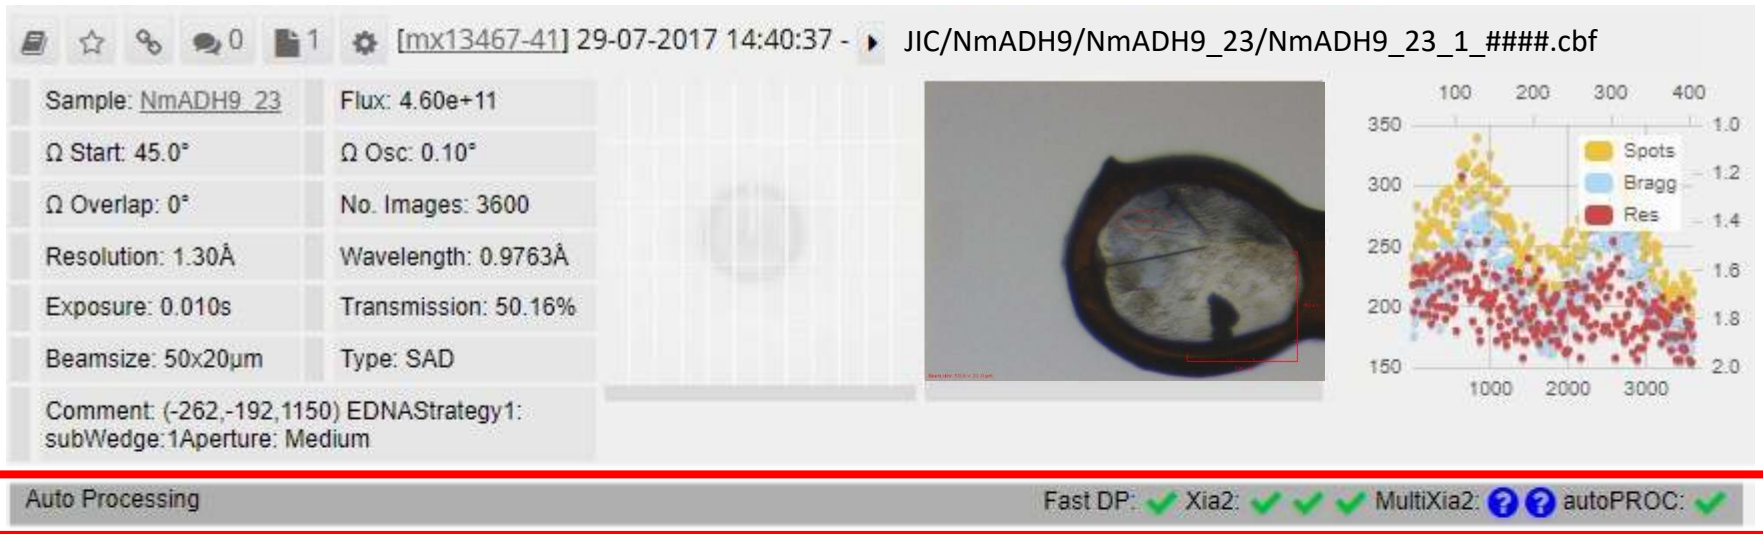 0 1 [mx13467-41] 29-07-2017 14:40:37 - JIC/NmADH9/NmADH9_23/NmADH9_23_1_####.cbf
Sample: NmADH9_23 Flux: 4.60e+11
Ω Start: 45.0° Ω Osc: 0.10°
Ω Overlap: 0° No. Images: 3600
Resolution: 1.30Å Wavelength: 0.9763Å
Exposure: 0.010s Transmission: 50.16%
Beamsize: 50x20μm Type: SAD
Comment: (-262,-192,1150) EDNAStrategy1:
subWedge:1Aperture: Medium
100 200 300 400
350 1.0
Spots
300 Bragg 1.2
Res 1.4
250
1.6
200
1.8
150 2.0
1000 2000 3000
Auto Processing Fast DP: Xia2: MultiXia2: ? ? autoPROC: